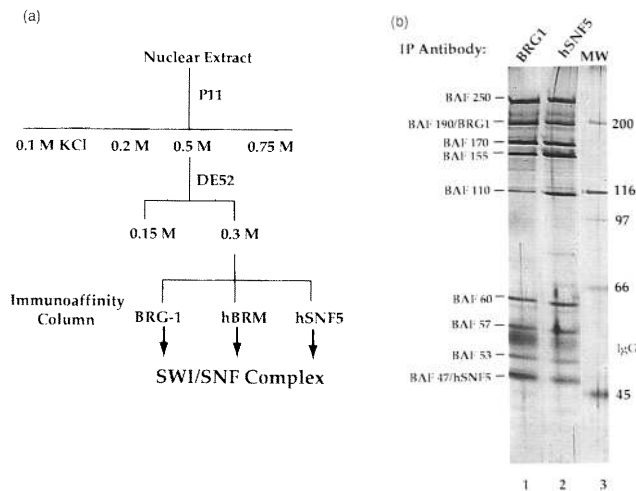 (a)
Nuclear Extract
P11
0.1 M KCl 0.2 M 0.5 M 0.75 M
DE52
0.15 M 0.3 M
Immunoaffinity
Column
BRG-1 hBRM hSNF5
SWI/SNF Complex
(b)
IP Antibody: BRG1 hSNF5 MW
BAF 250
BAF 190/BRG1
200
BAF 170
BAF 155
BAF 110
116
97
66
BAF 60
BAF 57
IgG
BAF 53
BAF 47/hSNF5
45
1 2 3